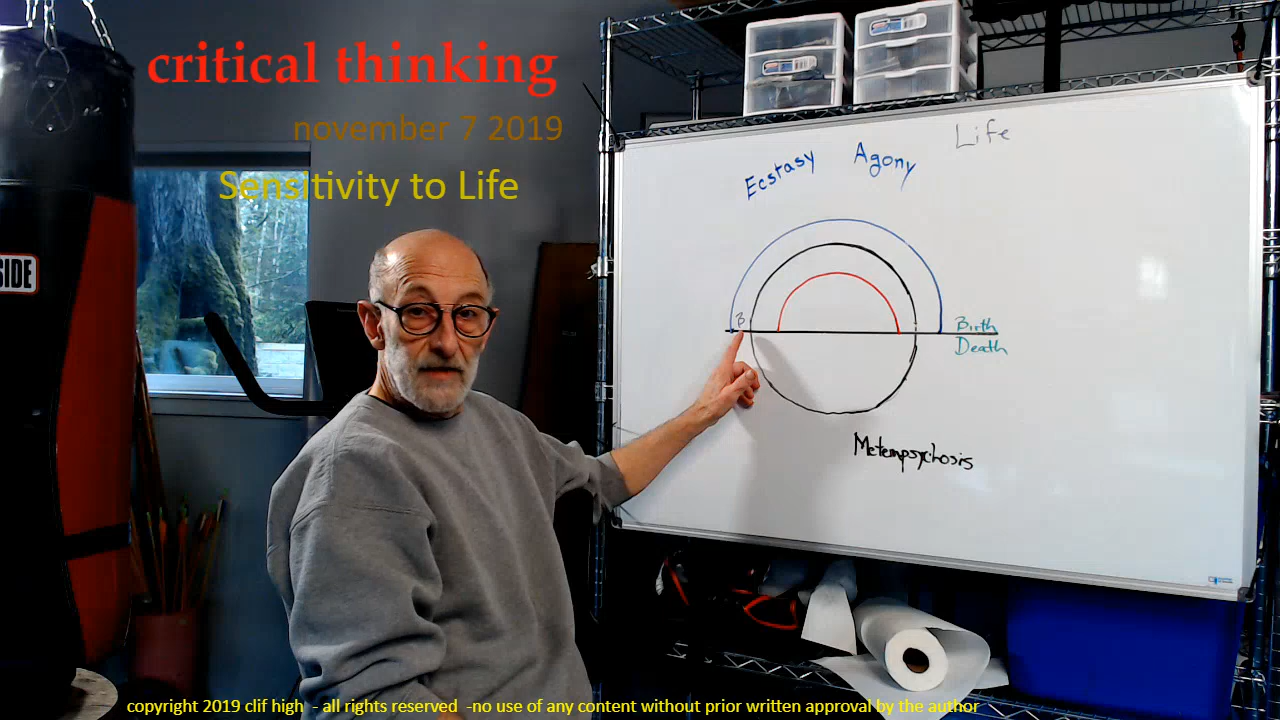 critical thinking
november 7 2019
Sensitivity to Life
SIDE
Life
Ecstasy Agony
B
Birth
Death
Metempsychosis
copyright 2019 clif high - all rights reserved -no use of any content without prior written approval by the author